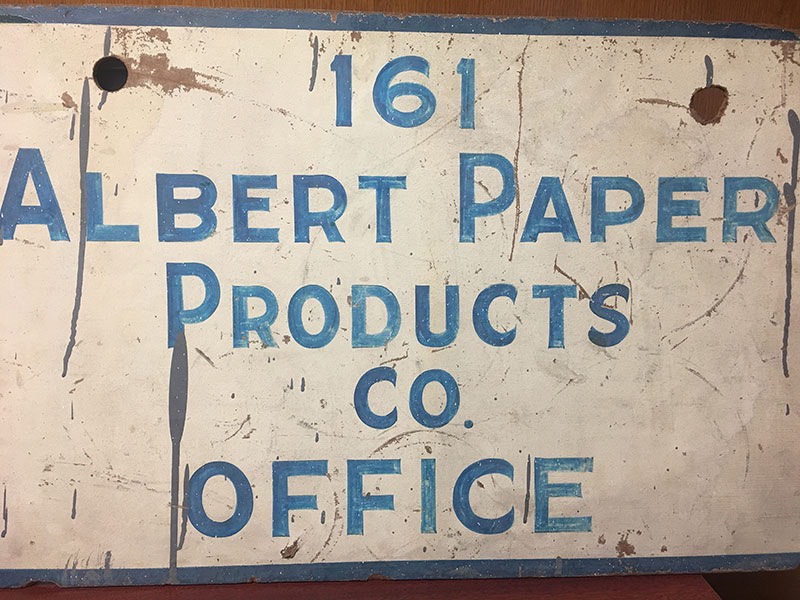 161
ALBERT PAPER
PRODUCTS
CO.
OFFICE